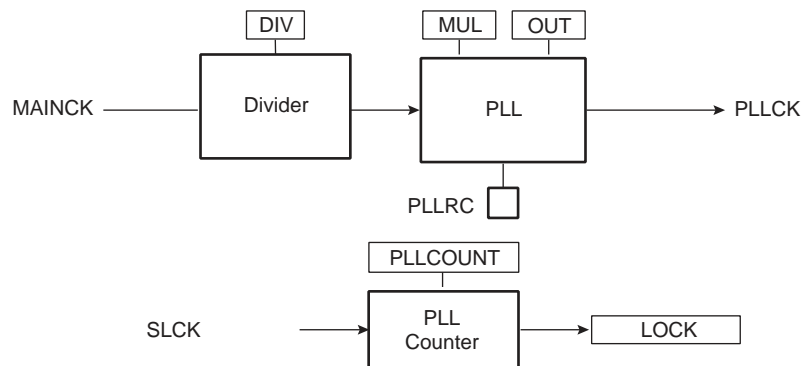 DIV
MUL
OUT
MAINCK
Divider
PLL
PLLCK
PLLRC
PLLCOUNT
SLCK
PLL
Counter
LOCK